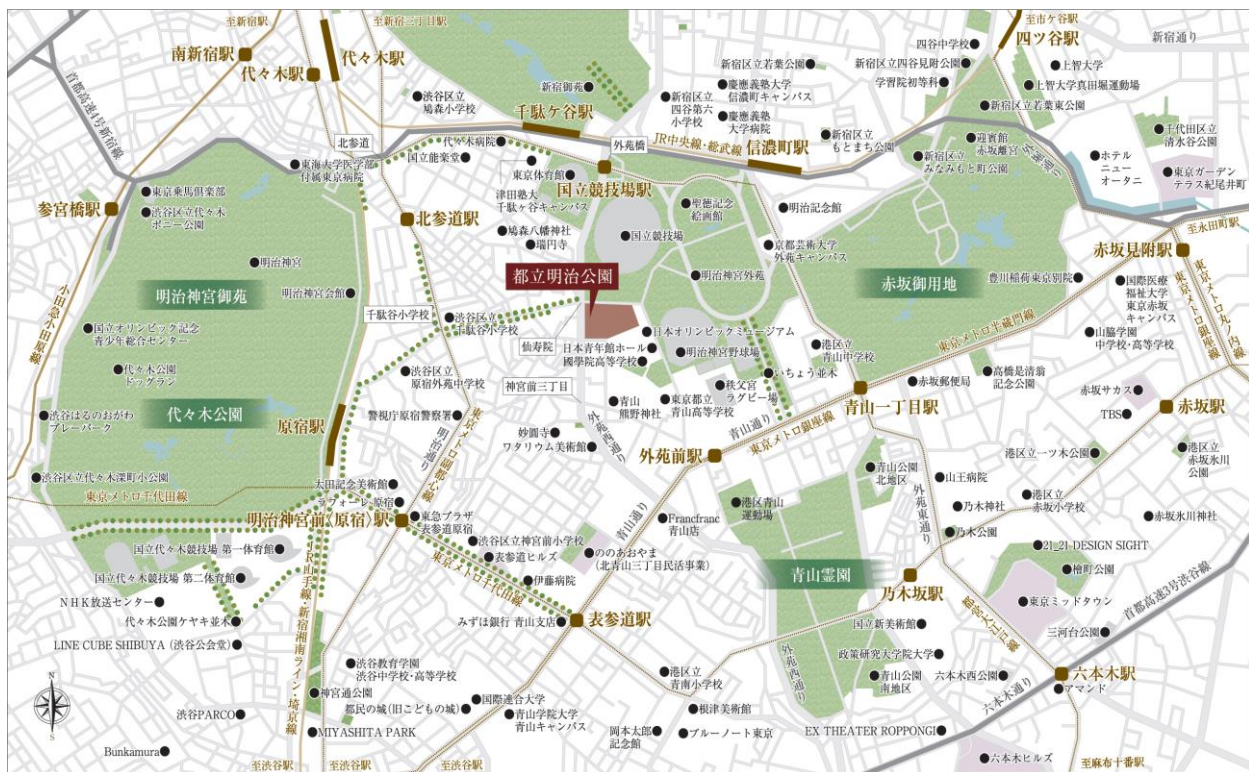 至新宿駅
至新宿三丁目駅
至市ケ谷駅
新宿通り
南新宿駅
代々木駅
代々木駅
四ツ谷駅
首都高速4号新宿線
渋谷区立
鳩森小学校
新宿御苑
千駄ケ谷駅
新宿区立若葉公園
新宿区立
四谷第六
小学校
慶應義塾大学
信濃町キャンパス
慶應義塾
大学病院
四谷中学校
新宿区立四谷見附公園
学習院初等科
上智大学
上智大学真田堀運動場
新宿区立若葉東公園
北参道
代々木病院
国立能楽堂
外苑橋
JR中央線・総武線
信濃町駅
新宿区立
もとまち公園
迎賓館
赤坂離宮
新宿区立
みなみもと町公園
外堀通り
ホテル
ニュー
オータニ
千代田区立
清水谷公園
東京ガーデン
テラス紀尾井町
東海大学医学部
付属東京病院
東京体育館
津田塾大
千駄ヶ谷キャンパス
国立競技場駅
参宮橋駅
東京乗馬倶楽部
渋谷区立代々木
ポニー公園
北参道駅
鳩森八幡神社
瑞円寺
聖徳記念
絵画館
明治記念館
国立競技場
京都芸術大学
外苑キャンパス
至永田町駅
赤坂見附駅
明治神宮
明治神宮御苑
明治神宮会館
都立明治公園
明治神宮外苑
赤坂御用地
豊川稲荷東京別院
国際医療
福祉大学
東京赤坂
キャンパス
東京メトロ銀座線
東京メトロ丸ノ内線
小田急小田原線
千駄谷小学校
渋谷区立
千駄谷小学校
仙寿院
国立オリンピック記念
青少年総合センター
日本オリンピックミュージアム
日本青年館ホール
國學院高等学校
明治神宮野球場
港区立
青山中学校
東京メトロ半蔵門線
山脇学園
中学校・高等学校
代々木公園
ドッグラン
渋谷区立
原宿外苑中学校
神宮前三丁目
いちょう並木
秩父宮
ラグビー場
赤坂郵便局
高橋是清翁
記念公園
赤坂サカス
TBS
赤坂駅
渋谷はるのおがわ
プレーパーク
代々木公園
原宿駅
警視庁原宿警察署
明治通り
東京メトロ副都心線
青山
熊野神社
東京都立
青山高等学校
青山一丁目駅
妙圓寺
ワタリウム美術館
外苑西通り
外苑前駅
青山通り
東京メトロ銀座線
港区立一ツ木公園
港区立
赤坂氷川
公園
渋谷区立代々木深町小公園
東京メトロ千代田線
太田記念美術館
ラフォーレ原宿
青山公園
北地区
外苑東通り
山王病院
乃木神社
港区立
赤坂小学校
赤坂氷川神社
明治神宮前〈原宿〉駅
東急プラザ
表参道原宿
青山通り
Francfranc
青山店
港区青山
運動場
乃木公園
国立代々木競技場 第一体育館
渋谷区立神宮前小学校
表参道ヒルズ
ののあおやま
(北青山三丁目民活事業)
21_21 DESIGN SIGHT
檜町公園
国立代々木競技場 第二体育館
JR山手線・新宿湘南ライン・埼京線
東京メトロ千代田線
伊藤病院
青山霊園
乃木坂駅
都営大江戸線
東京ミッドタウン
首都高速3号渋谷線
NHK放送センター
代々木公園ケヤキ並木
みずほ銀行 青山支店
表参道駅
国立新美術館
三河台公園
LINE CUBE SHIBUYA (渋谷公会堂)
外苑西通り
政策研究大学院大学
渋谷教育学園
渋谷中学校・高等学校
港区立
青南小学校
青山公園
南地区
六本木西公園
六本木駅
アマンド
六本木通り
神宮通公園
都民の城(旧こどもの城)
国際連合大学
青山学院大学
青山キャンパス
根津美術館
N
S
渋谷PARCO
MIYASHITA PARK
岡本太郎
記念館
ブルーノート東京
EX THEATER ROPPONGI
Bunkamura
至渋谷駅
至渋谷駅
至渋谷駅
六本木ヒルズ
至麻布十番駅